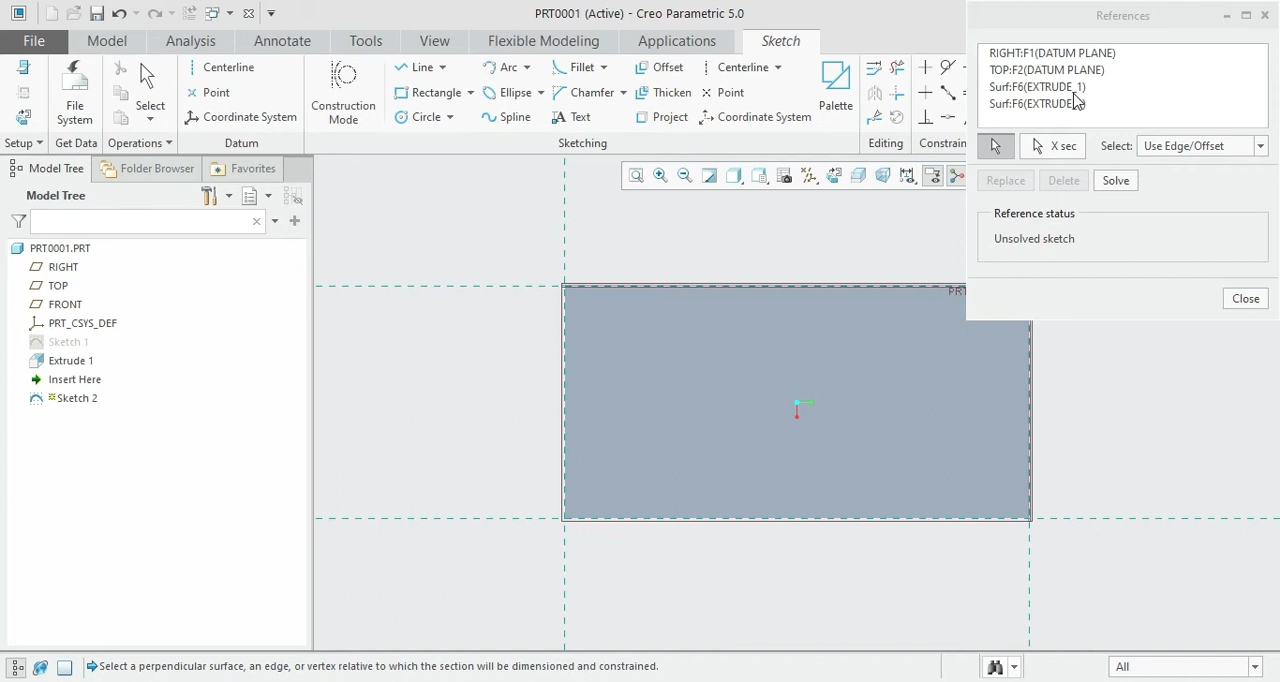 PRT0001 (Active) - Creo Parametric 5.0
References
File Model Analysis Annotate Tools View Flexible Modeling Applications Sketch
RIGHT:F1(DATUM PLANE)
TOP:F2(DATUM PLANE)
Surf:F6(EXTRUDE_1)
Surf:F6(EXTRUDE
Centerline Line Arc Fillet Offset Centerline
Point Rectangle Ellipse Chamfer Thicken Point
Coordinate System Circle Spline Text Project Coordinate System
File System
Select
Construction Mode
Palette
Setup Get Data Operations Datum Sketching Editing Constrain
X sec Select: Use Edge/Offset
Model Tree Folder Browser Favorites
Replace Delete Solve
Model Tree
Reference status
Unsolved sketch
PRT0001.PRT
RIGHT
TOP
FRONT
PRT_CSYS_DEF
Sketch 1
Extrude 1
Insert Here
Sketch 2
PRT
Close
Select a perpendicular surface, an edge, or vertex relative to which the section will be dimensioned and constrained.
All